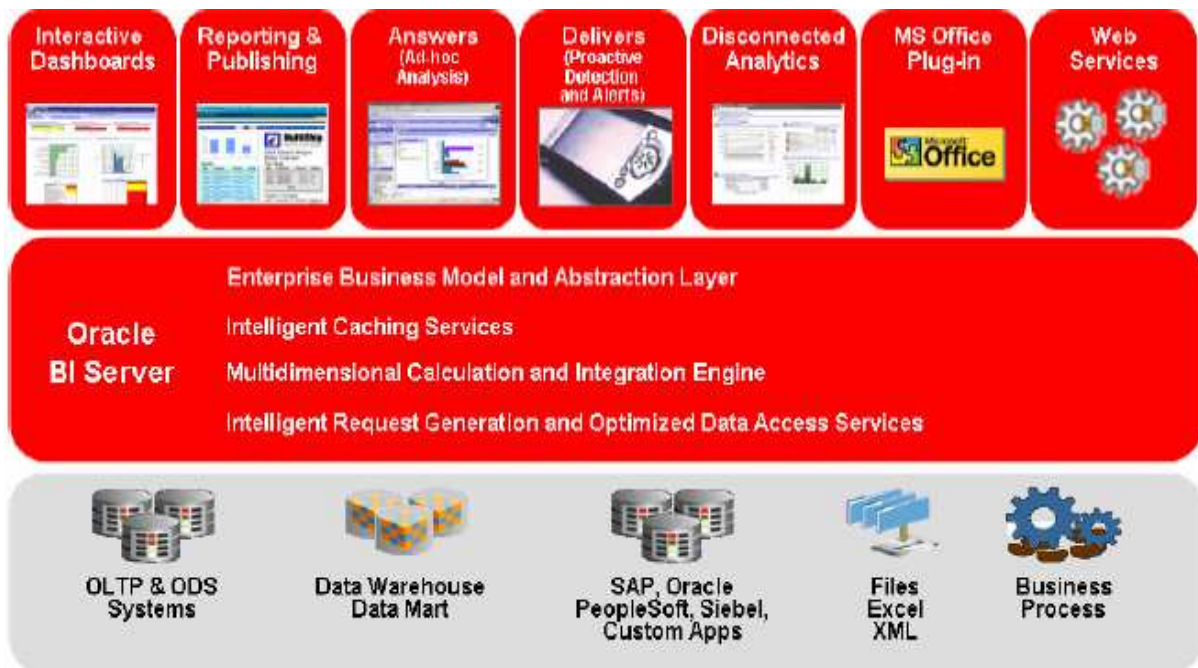 Interactive
Dashboards
Reporting &
Publishing
Answers
(Ad-hoc
Analysis)
Delivers
(Proactive
Detection
and Alerts)
Disconnected
Analytics
MS Office
Plug-in
Microsoft
Office
Web
Services
Oracle
BI Server
Enterprise Business Model and Abstraction Layer
Intelligent Caching Services
Multidimensional Calculation and Integration Engine
Intelligent Request Generation and Optimized Data Access Services
OLTP & ODS
Systems
Data Warehouse
Data Mart
SAP, Oracle
PeopleSoft, Siebel,
Custom Apps
Files
Excel
XML
Business
Process